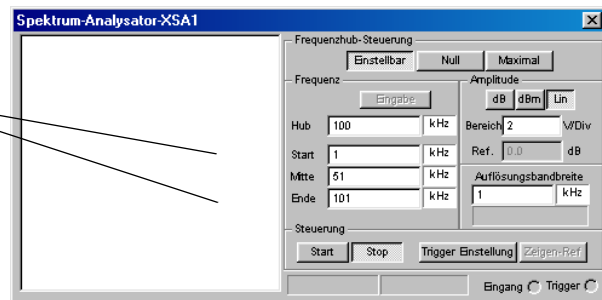 Spektrum-Analysator-XSA1
Frequenzhub-Steuerung
Einstellbar Null Maximal
Frequenz
Eingabe
Hub 100 kHz
Start 1 kHz
Mitte 51 kHz
Ende 101 kHz
Amplitude
dB dBm Lin
Bereich 2 V/Div
Ref. 0.0 dB
Auflösungsbandbreite
1 kHz
Steuerung
Start Stop Trigger Einstellung Zeigen-Ref
Eingang Trigger